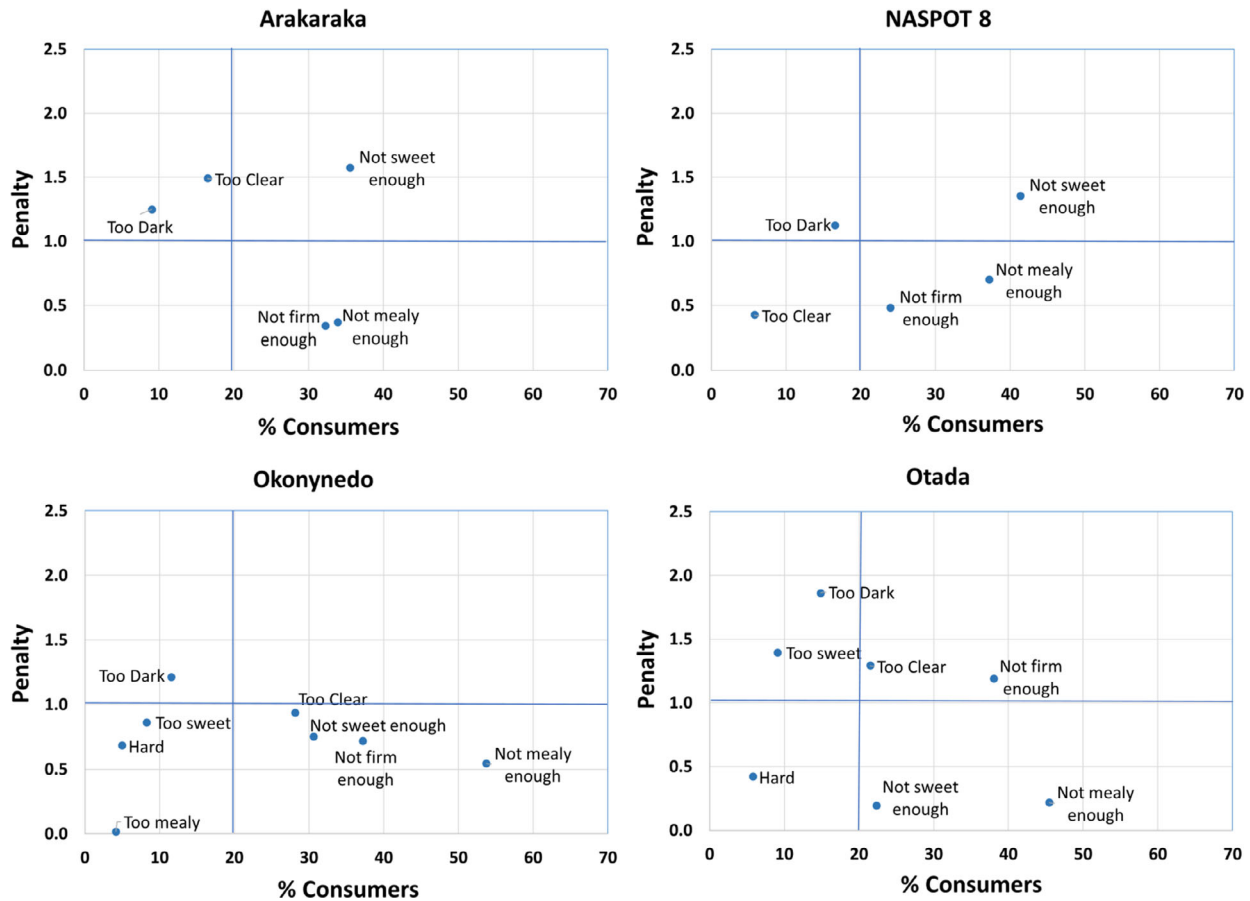 Arakaraka
2.5
2.0
1.5
1.0
0.5
0.0
Penalty
Not sweet
enough
Too Clear
Too Dark
Not firm
enough
Not mealy
enough
0 10 20 30 40 50 60 70
% Consumers
NASPOT 8
2.5
2.0
1.5
1.0
0.5
0.0
Penalty
Not sweet
enough
Too Dark
Not mealy
enough
Not firm
enough
Too Clear
0 10 20 30 40 50 60 70
% Consumers
Okonynedo
2.5
2.0
1.5
1.0
0.5
0.0
Penalty
Too Dark
Too Clear
Too sweet
Not sweet enough
Hard
Not firm
enough
Not mealy
enough
Too mealy
0 10 20 30 40 50 60 70
% Consumers
Otada
2.5
2.0
1.5
1.0
0.5
0.0
Penalty
Too Dark
Too sweet
Too Clear
Not firm
enough
Hard
Not sweet
enough
Not mealy
enough
0 10 20 30 40 50 60 70
% Consumers